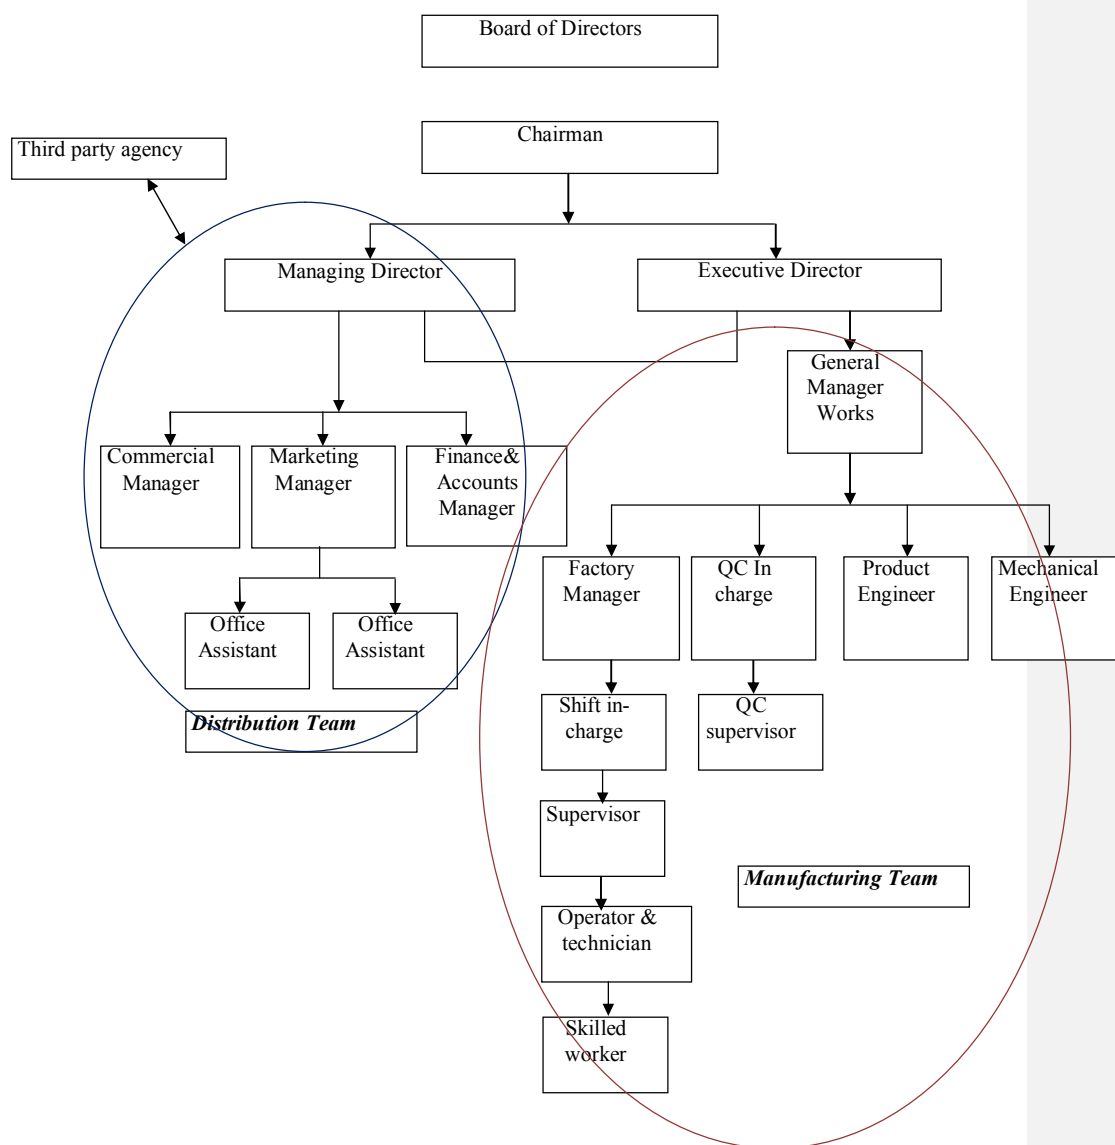 Board of Directors
Chairman
Third party agency
Managing Director
Executive Director
General
Manager
Works
Commercial
Manager
Marketing
Manager
Finance&
Accounts
Manager
Factory
Manager
QC In
charge
Product
Engineer
Mechanical
Engineer
Office
Assistant
Office
Assistant
Shift in-
charge
QC
supervisor
Distribution Team
Supervisor
Manufacturing Team
Operator &
technician
Skilled
worker